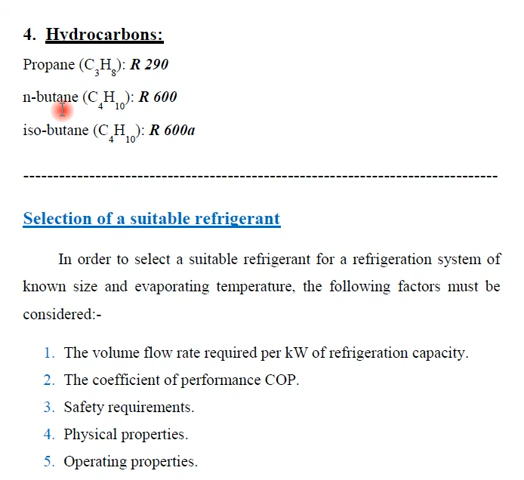 4. Hydrocarbons:
Propane (C₃H₈): R 290
n-butane (C₄H₁₀): R 600
iso-butane (C₄H₁₀): R 600a
--------------------------------------------------------------------------------
Selection of a suitable refrigerant
In order to select a suitable refrigerant for a refrigeration system of
known size and evaporating temperature, the following factors must be
considered:-
1. The volume flow rate required per kW of refrigeration capacity.
2. The coefficient of performance COP.
3. Safety requirements.
4. Physical properties.
5. Operating properties.